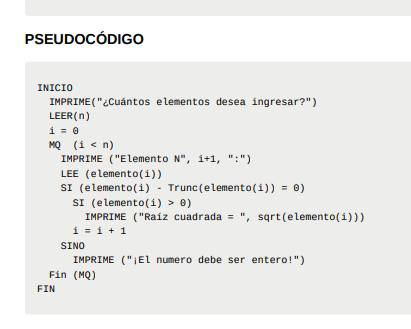 PSEUDOCÓDIGO
INICIO
IMPRIME("¿Cuántos elementos desea ingresar?")
LEER(n)
i = 0
MQ (i < n)
IMPRIME ("Elemento N", i+1, ":")
LEE (elemento(i))
SI (elemento(i) - Trunc(elemento(i)) = 0)
SI (elemento(i) > 0)
IMPRIME ("Raíz cuadrada = ", sqrt(elemento(i)))
i = i + 1
SINO
IMPRIME ("¡El numero debe ser entero!")
Fin (MQ)
FIN